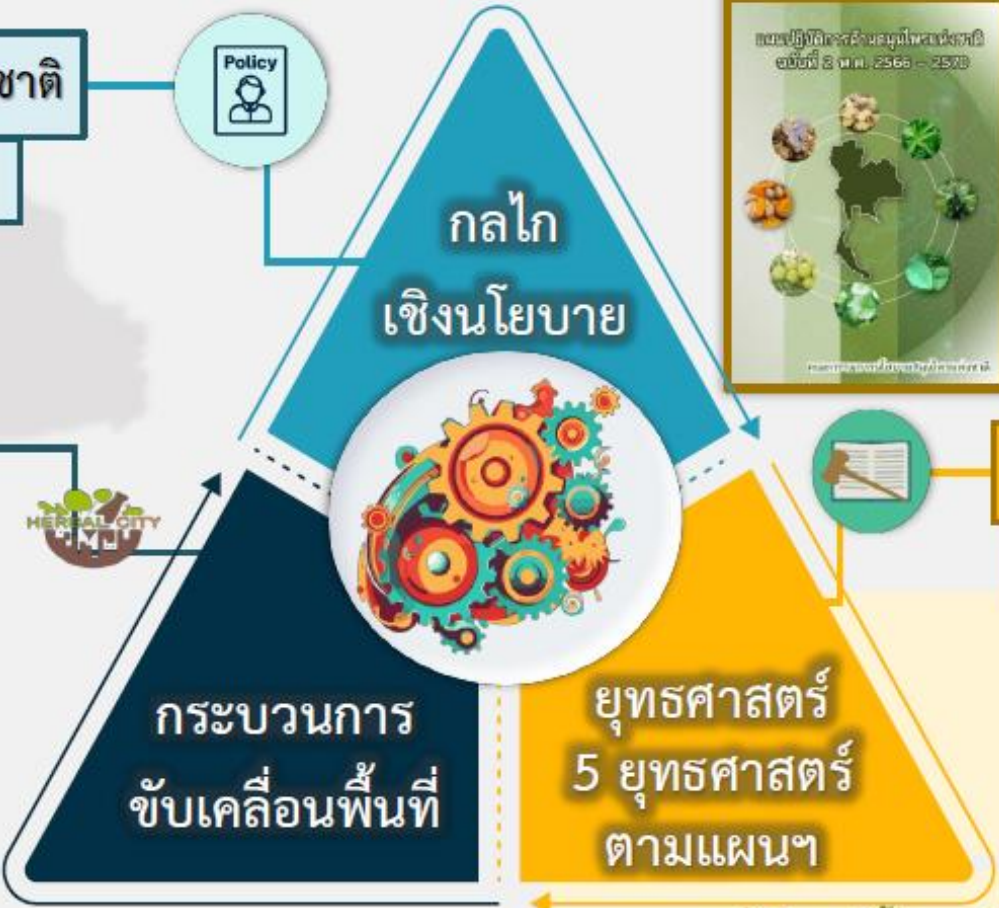 ชาติ
Policy
แผนปฏิบัติการด้านสมุนไพรแห่งชาติ
ฉบับที่ 2 พ.ศ. 2566 - 2570
กลไก
เชิงนโยบาย
HERBAL CITY
กระบวนการ
ขับเคลื่อนพื้นที่
ยุทธศาสตร์
5 ยุทธศาสตร์
ตามแผนฯ